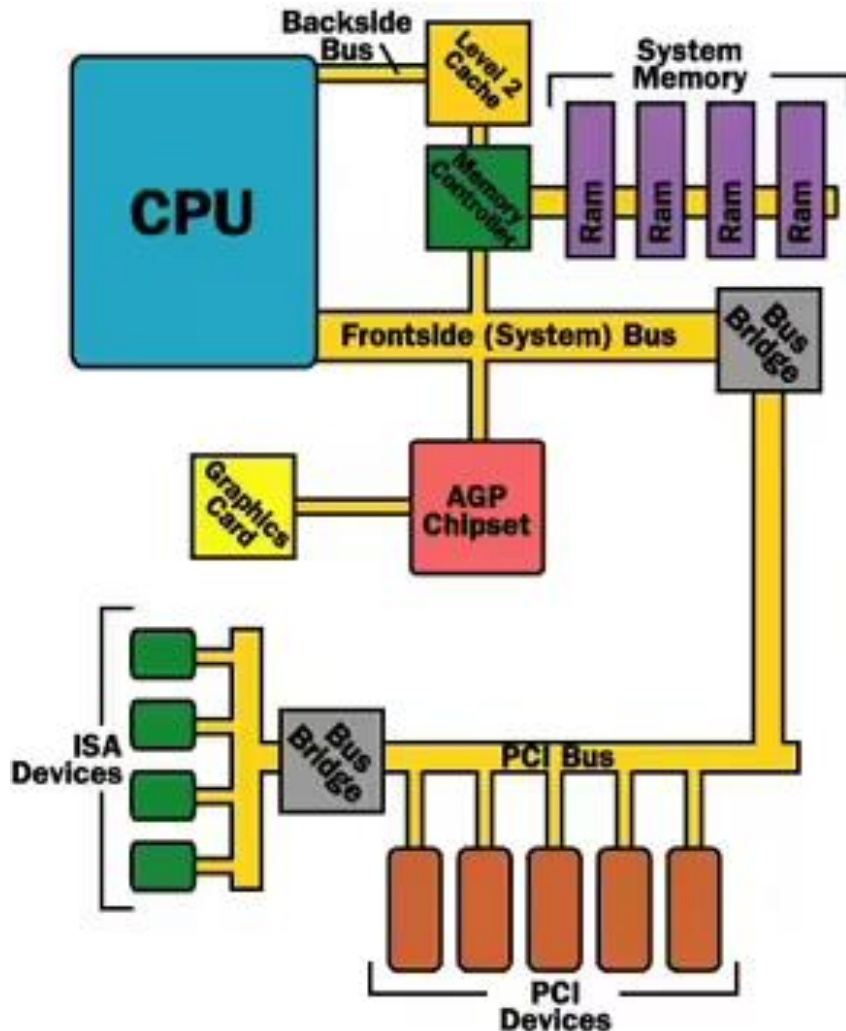 Backside
Bus
Level 2
Cache
System
Memory
CPU
Memory
Controller
Ram
Ram
Ram
Ram
Frontside (System) Bus
Bus
Bridge
Graphics
Card
AGP
Chipset
ISA
Devices
Bus
Bridge
PCI Bus
PCI
Devices